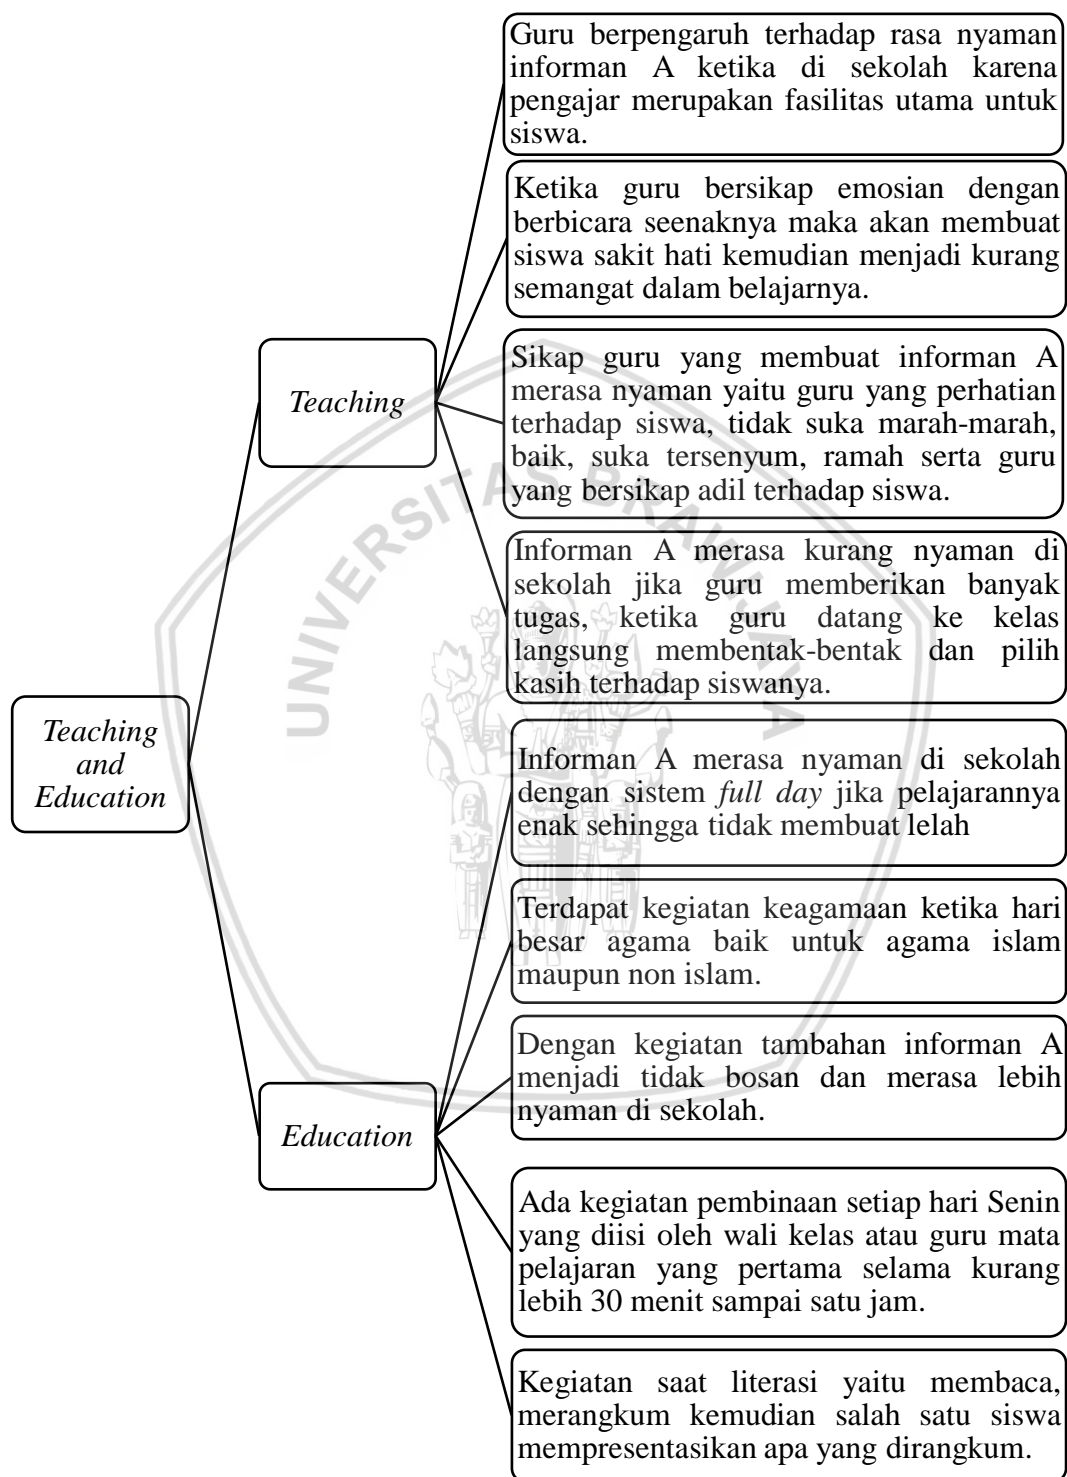 Guru berpengaruh terhadap rasa nyaman
informan A ketika di sekolah karena
pengajar merupakan fasilitas utama untuk
siswa.
Ketika guru bersikap emosian dengan
berbicara seenaknya maka akan membuat
siswa sakit hati kemudian menjadi kurang
semangat dalam belajarnya.
Teaching
Sikap guru yang membuat informan A
merasa nyaman yaitu guru yang perhatian
terhadap siswa, tidak suka marah-marah,
baik, suka tersenyum, ramah serta guru
yang bersikap adil terhadap siswa.
Informan A merasa kurang nyaman di
sekolah jika guru memberikan banyak
tugas, ketika guru datang ke kelas
langsung membentak-bentak dan pilih
kasih terhadap siswanya.
UNIVERSITAS BRAWIJAYA
Teaching
and
Education
Informan A merasa nyaman di sekolah
dengan sistem full day jika pelajarannya
enak sehingga tidak membuat lelah
Terdapat kegiatan keagamaan ketika hari
besar agama baik untuk agama islam
maupun non islam.
Dengan kegiatan tambahan informan A
menjadi tidak bosan dan merasa lebih
nyaman di sekolah.
Education
Ada kegiatan pembinaan setiap hari Senin
yang diisi oleh wali kelas atau guru mata
pelajaran yang pertama selama kurang
lebih 30 menit sampai satu jam.
Kegiatan saat literasi yaitu membaca,
merangkum kemudian salah satu siswa
mempresentasikan apa yang dirangkum.